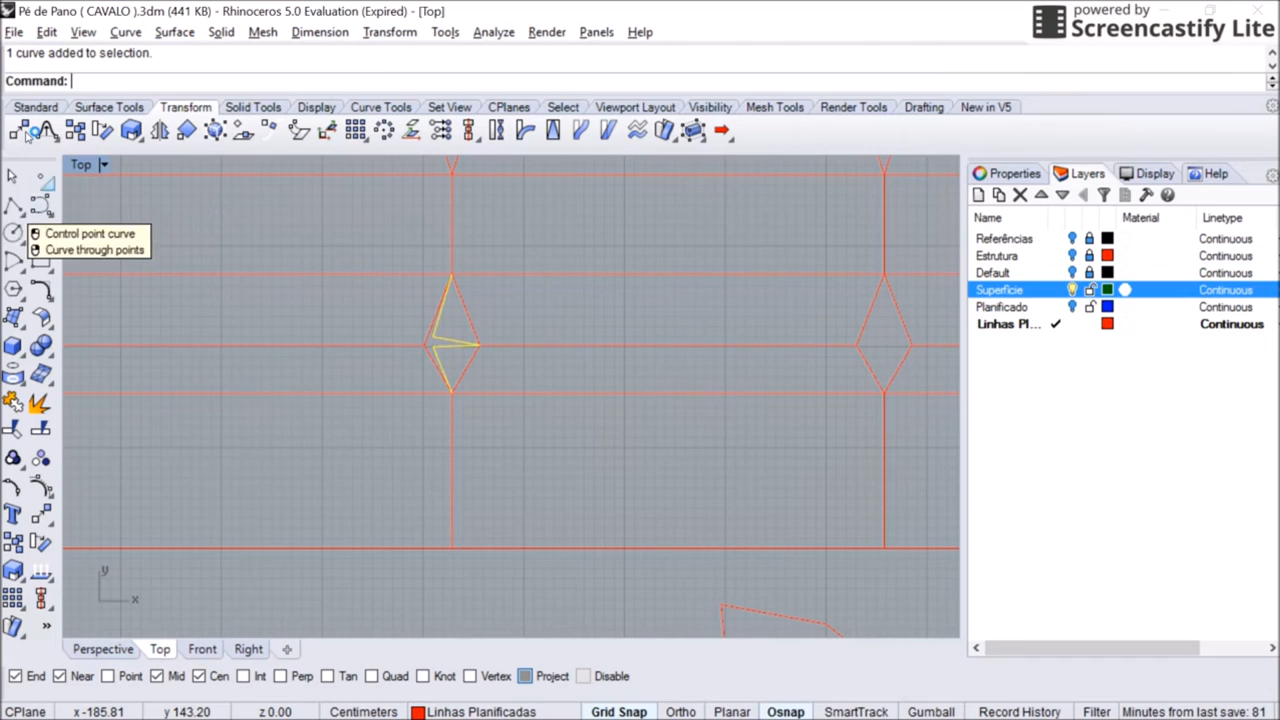 Pé de Pano ( CAVALO ).3dm (441 KB) - Rhinoceros 5.0 Evaluation (Expired) - [Top]
powered by
Screencastify Lite
File Edit View Curve Surface Solid Mesh Dimension Transform Tools Analyze Render Panels Help
1 curve added to selection.
Command:
Standard Surface Tools Transform Solid Tools Display Curve Tools Set View CPlanes Select Viewport Layout Visibility Mesh Tools Render Tools Drafting New in V5
Top
Properties Layers Display Help
Name Material Linetype
Control point curve
Curve through points
Referências Continuous
Estrutura Continuous
Default Continuous
Superfície Continuous
Planificado Continuous
Linhas Pl... Continuous
y
x
Perspective Top Front Right
End Near Point Mid Cen Int Perp Tan Quad Knot Vertex Project Disable
CPlane x -185.81 y 143.20 z 0.00 Centimeters Linhas Planificadas Grid Snap Ortho Planar Osnap SmartTrack Gumball Record History Filter Minutes from last save: 81